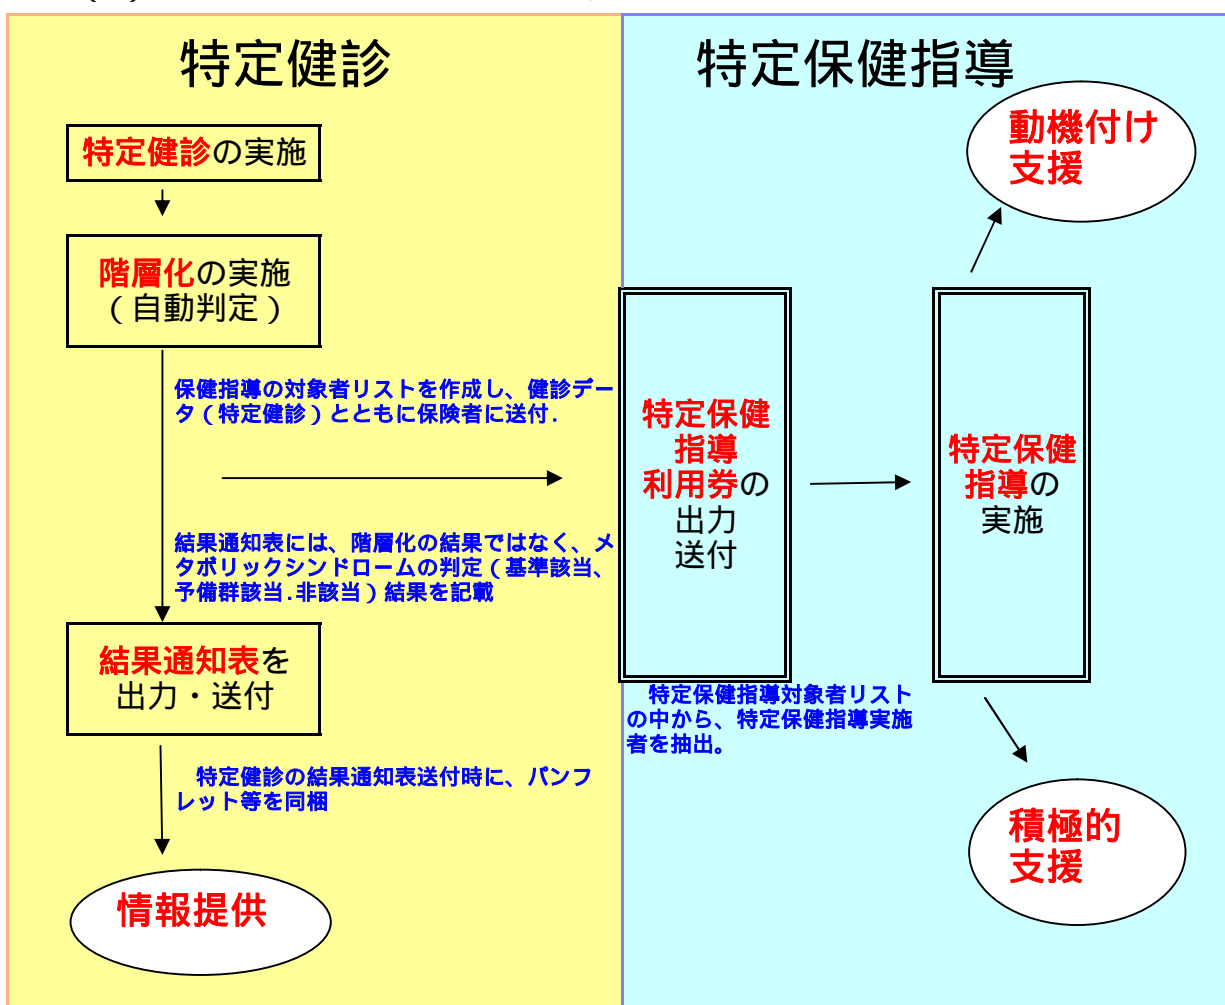 特定健診
特定健診の実施
階層化の実施
（自動判定）
保健指導の対象者リストを作成し、健診デー
タ（特定健診）とともに保険者に送付.
結果通知表には、階層化の結果ではなく、メ
タボリックシンドロームの判定（基準該当、
予備群該当.非該当）結果を記載
結果通知表を
出力・送付
特定健診の結果通知表送付時に、パンフ
レット等を同梱
情報提供
特定保健指導
特定保健
指導
利用券の
出力
送付
特定保健指導対象者リスト
の中から、特定保健指導実施
者を抽出。
特定保健
指導の
実施
動機付け
支援
積極的
支援